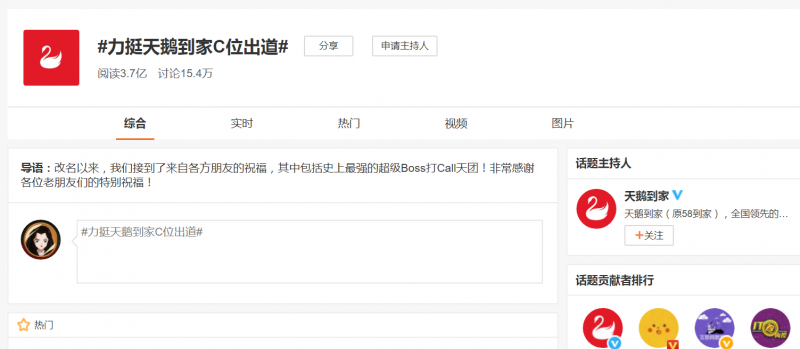 #力挺天鹅到家C位出道#
分享
申请主持人
阅读3.7亿 讨论15.4万
综合
实时
热门
视频
图片
导语：改名以来，我们接到了来自各方朋友的祝福，其中包括史上最强的超级Boss打Call天团！非常感谢
各位老朋友们的特别祝福！
#力挺天鹅到家C位出道#
热门
话题主持人
天鹅到家
天鹅到家（原58到家），全国领先的…
+关注
话题贡献者排行